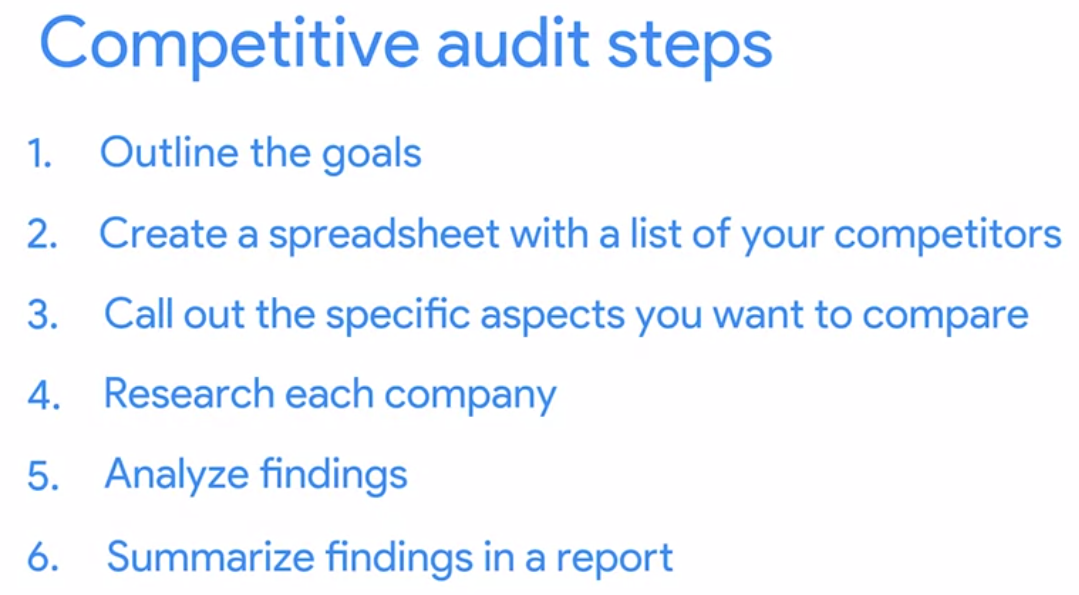 Competitive audit steps
1. Outline the goals
2. Create a spreadsheet with a list of your competitors
3. Call out the specific aspects you want to compare
4. Research each company
5. Analyze findings
6. Summarize findings in a report